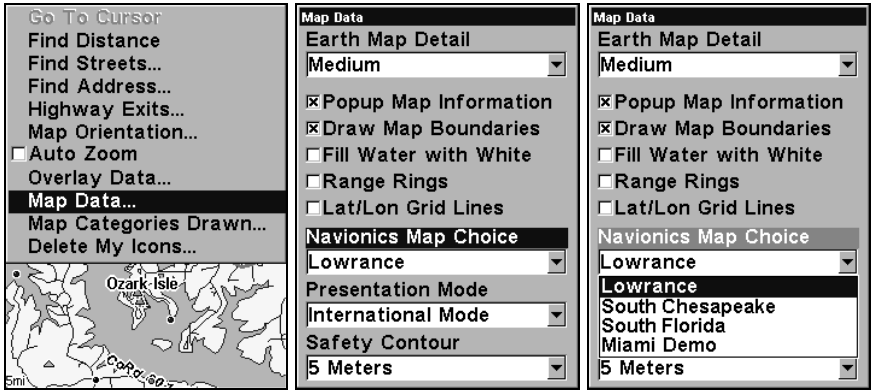 Go To Cursor
Find Distance
Find Streets...
Find Address...
Highway Exits...
Map Orientation...
Auto Zoom
Overlay Data...
Map Data...
Map Categories Drawn...
Delete My Icons...
Ozark Isle
CoRd 60
5mi
Map Data
Earth Map Detail
Medium
Popup Map Information
Draw Map Boundaries
Fill Water with White
Range Rings
Lat/Lon Grid Lines
Navionics Map Choice
Lowrance
Presentation Mode
International Mode
Safety Contour
5 Meters
Map Data
Earth Map Detail
Medium
Popup Map Information
Draw Map Boundaries
Fill Water with White
Range Rings
Lat/Lon Grid Lines
Navionics Map Choice
Lowrance
Lowrance
South Chesapeake
South Florida
Miami Demo
5 Meters